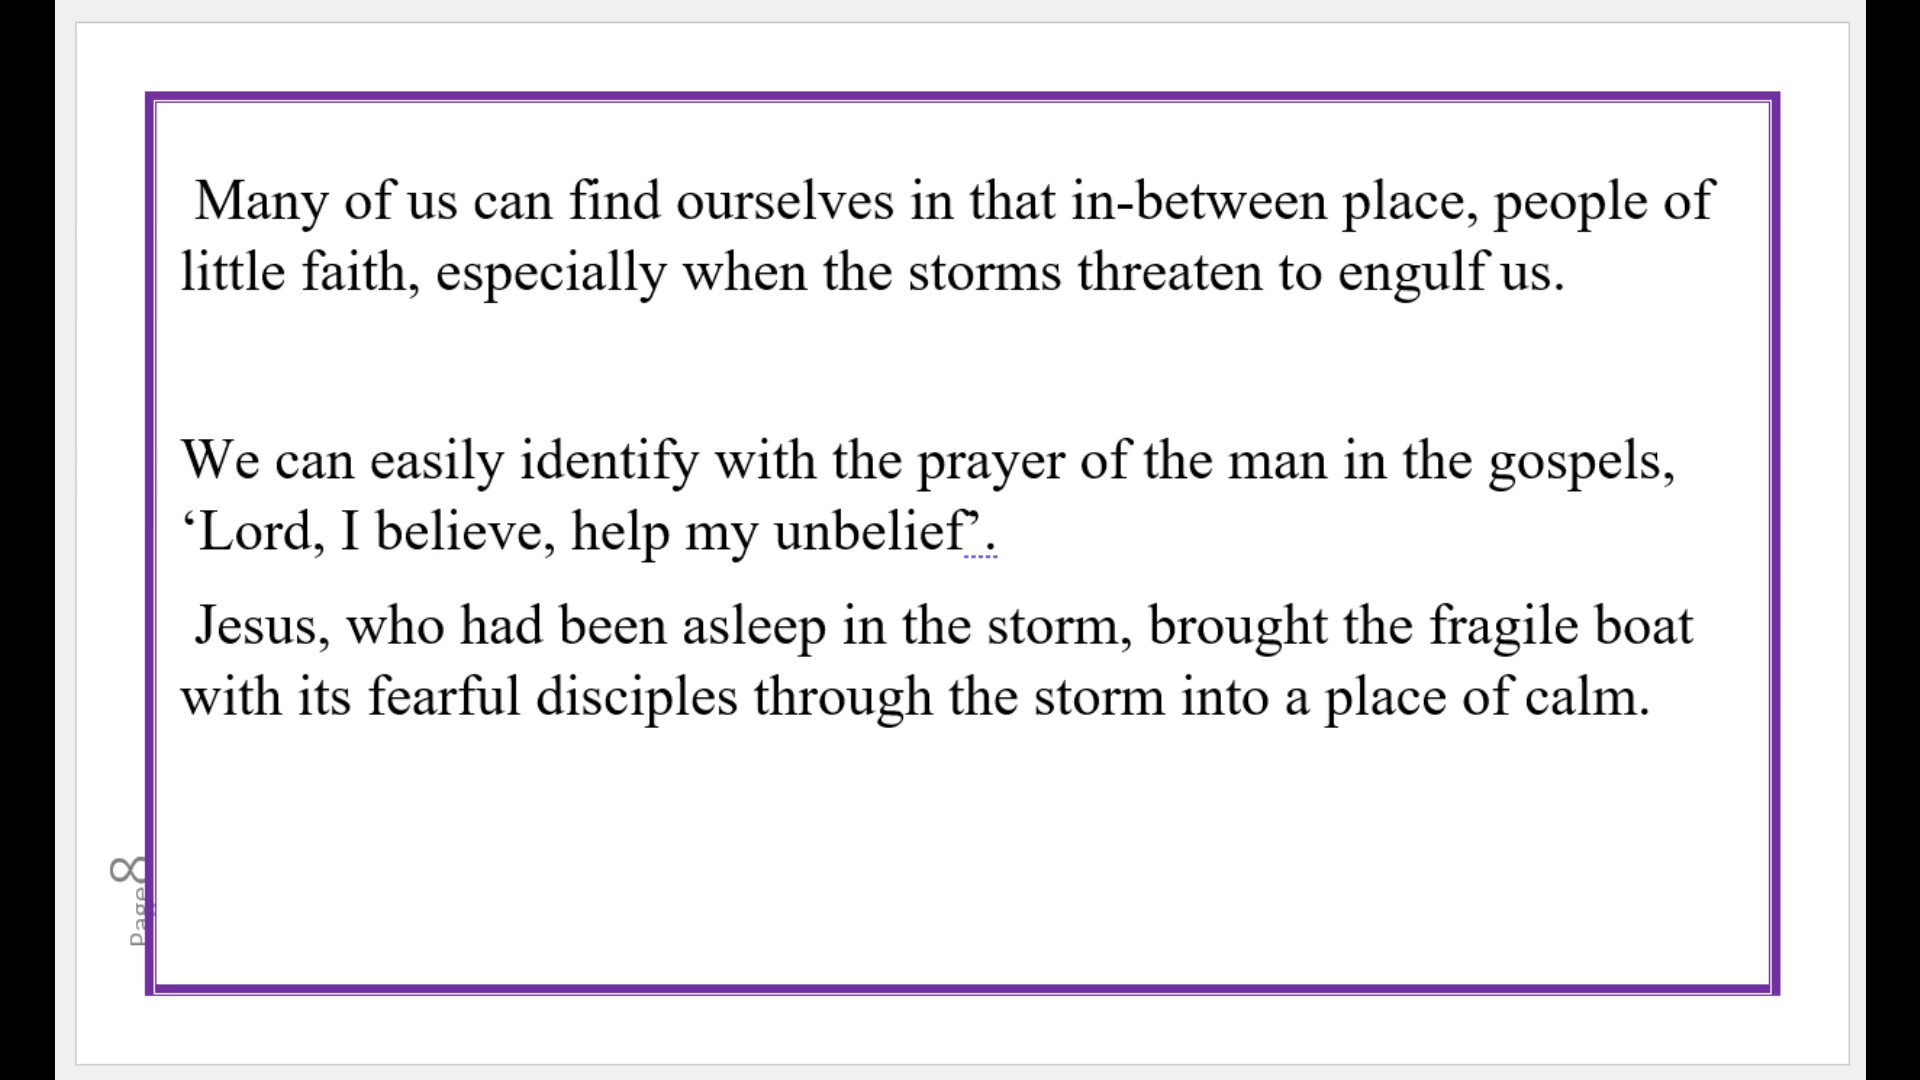 Many of us can find ourselves in that in-between place, people of
little faith, especially when the storms threaten to engulf us.
We can easily identify with the prayer of the man in the gospels,
‘Lord, I believe, help my unbelief’.
Jesus, who had been asleep in the storm, brought the fragile boat
with its fearful disciples through the storm into a place of calm.
Page 8